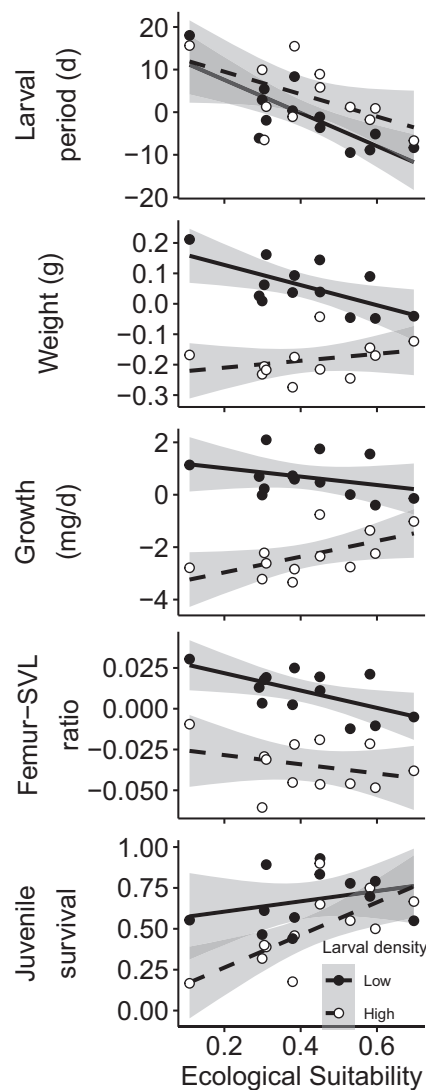 Larval
period (d)
20
10
0
−10
−20
Weight (g)
0.2
0.1
0.0
−0.1
−0.2
−0.3
Growth
(mg/d)
2
0
−2
−4
Femur−SVL
ratio
0.025
0.000
−0.025
−0.050
Juvenile
survival
1.00
0.75
0.50
0.25
0.00
Larval density
Low
High
0.2 0.4 0.6
Ecological Suitability